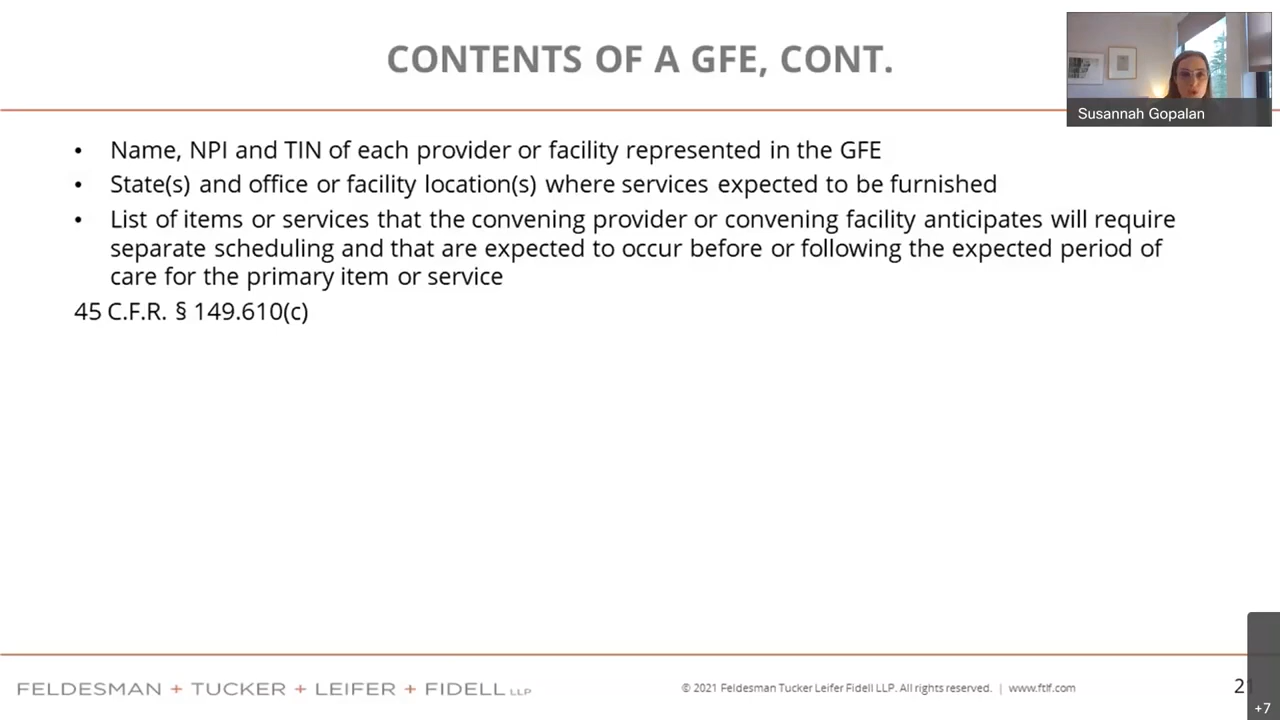 CONTENTS OF A GFE, CONT.
Susannah Gopalan
• Name, NPI and TIN of each provider or facility represented in the GFE
• State(s) and office or facility location(s) where services expected to be furnished
• List of items or services that the convening provider or convening facility anticipates will require
separate scheduling and that are expected to occur before or following the expected period of
care for the primary item or service
45 C.F.R. § 149.610(c)
FELDESMAN + TUCKER + LEIFER + FIDELL LLP
© 2021 Feldesman Tucker Leifer Fidell LLP. All rights reserved. | www.ftlf.com
21
+7